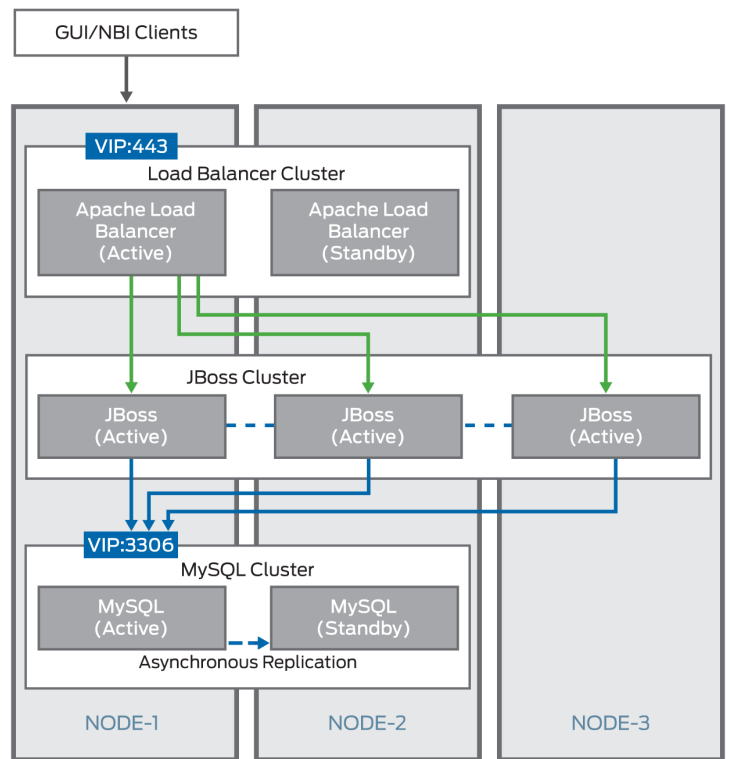 GUI/NBI Clients
VIP:443
Load Balancer Cluster
Apache Load
Balancer
(Active)
Apache Load
Balancer
(Standby)
JBoss Cluster
JBoss
(Active)
JBoss
(Active)
JBoss
(Active)
VIP:3306
MySQL Cluster
MySQL
(Active)
MySQL
(Standby)
Asynchronous Replication
NODE-1
NODE-2
NODE-3